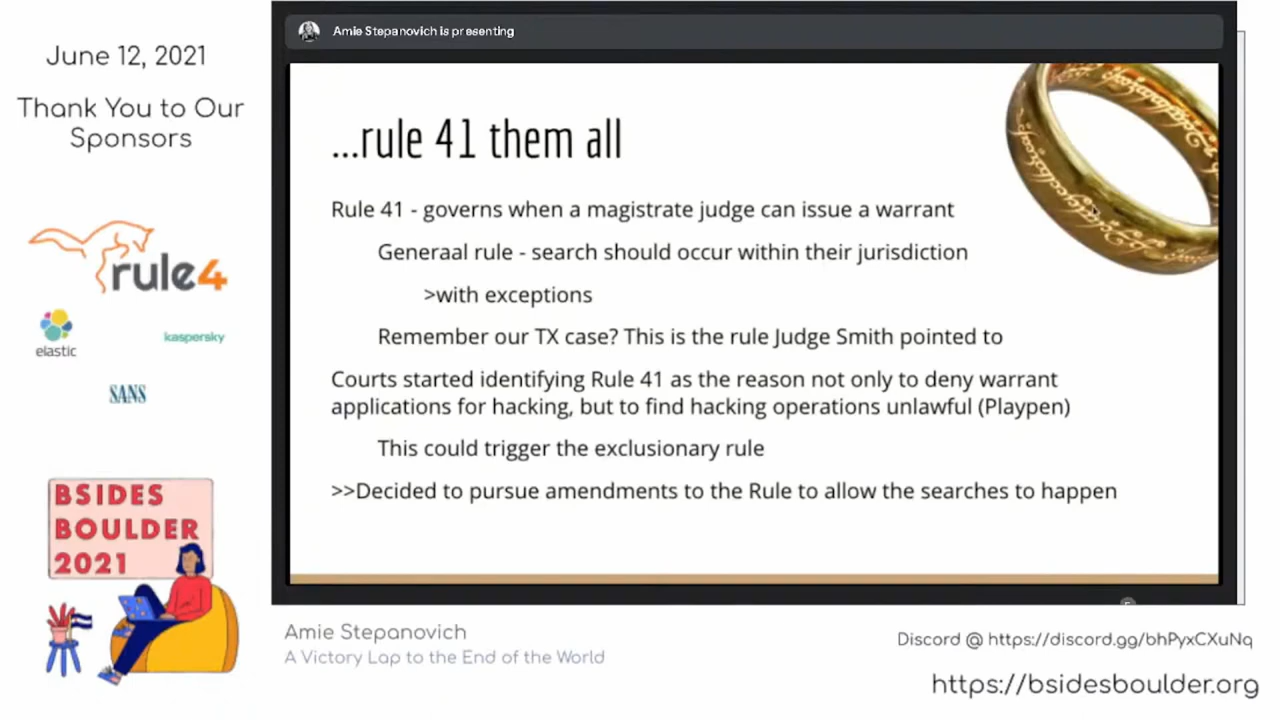 June 12, 2021
Thank You to Our
Sponsors
rule4
elastic
kaspersky
SANS
BSIDES
BOULDER
2021
Amie Stepanovich is presenting
...rule 41 them all
Rule 41 - governs when a magistrate judge can issue a warrant
Generaal rule - search should occur within their jurisdiction
>with exceptions
Remember our TX case? This is the rule Judge Smith pointed to
Courts started identifying Rule 41 as the reason not only to deny warrant
applications for hacking, but to find hacking operations unlawful (Playpen)
This could trigger the exclusionary rule
>>Decided to pursue amendments to the Rule to allow the searches to happen
Amie Stepanovich
A Victory Lap to the End of the World
Discord @ https://discord.gg/bhPyxCXuNq
https://bsidesboulder.org